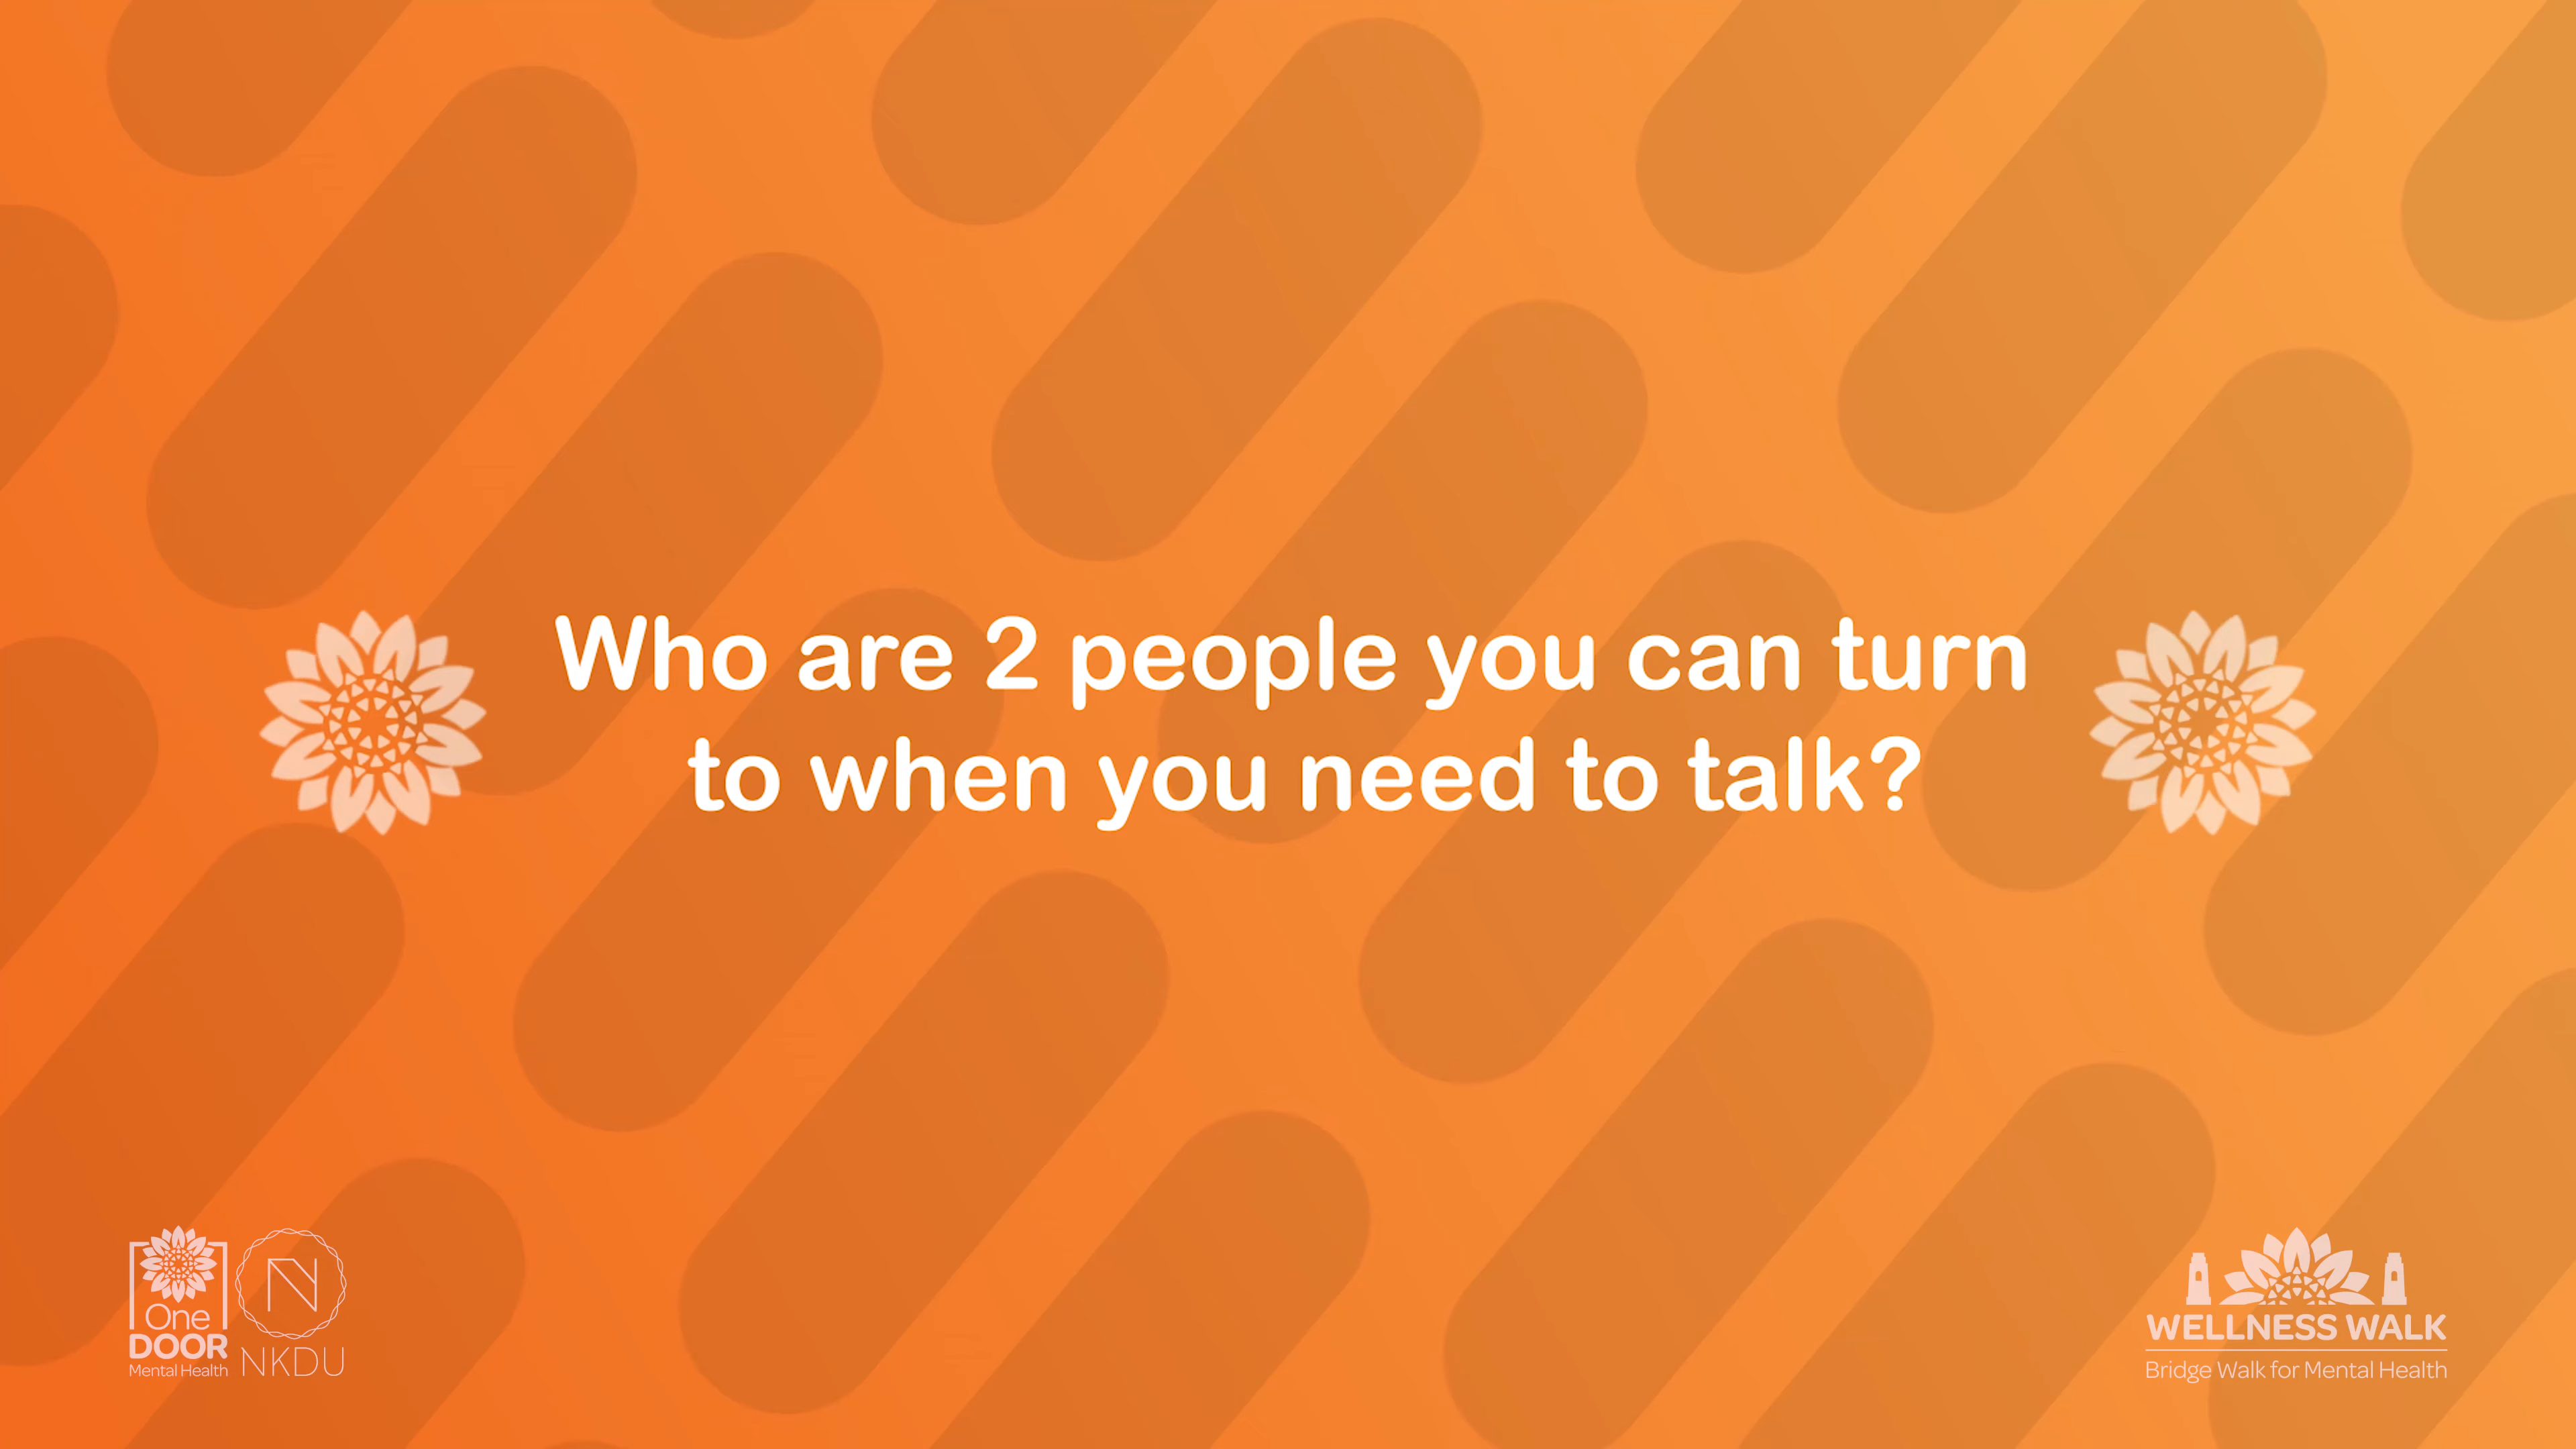 Who are 2 people you can turn
to when you need to talk?
One
DOOR
Mental Health
N
NKDU
WELLNESS WALK
Bridge Walk for Mental Health